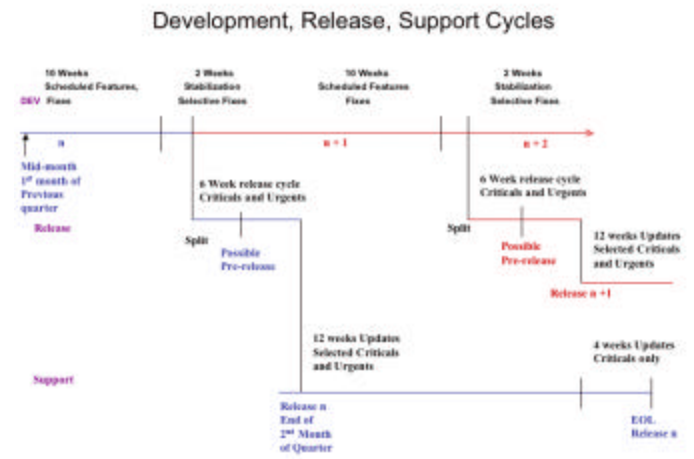 Development, Release, Support Cycles
10 Weeks
Scheduled Features,
DEV Fixes
2 Weeks
Stabilization
Selective Fixes
10 Weeks
Scheduled Features
Fixes
2 Weeks
Stabilization
Selective Fixes
n
n + 1
n + 2
Mid-month
1st month of
Previous
quarter
Release
6 Week release cycle
Criticals and Urgents
Split
Possible
Pre-release
6 Week release cycle
Criticals and Urgents
Split
Possible
Pre-release
12 weeks Updates
Selected Criticals
and Urgents
Release n +1
12 weeks Updates
Selected Criticals
and Urgents
4 weeks Updates
Criticals only
Support
Release n
End of
2nd Month
of Quarter
EOL
Release n